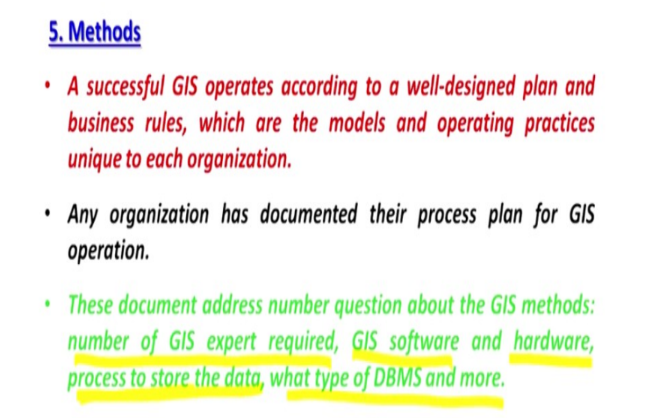 5. Methods
• A successful GIS operates according to a well-designed plan and
business rules, which are the models and operating practices
unique to each organization.
• Any organization has documented their process plan for GIS
operation.
• These document address number question about the GIS methods:
number of GIS expert required, GIS software and hardware,
process to store the data, what type of DBMS and more.